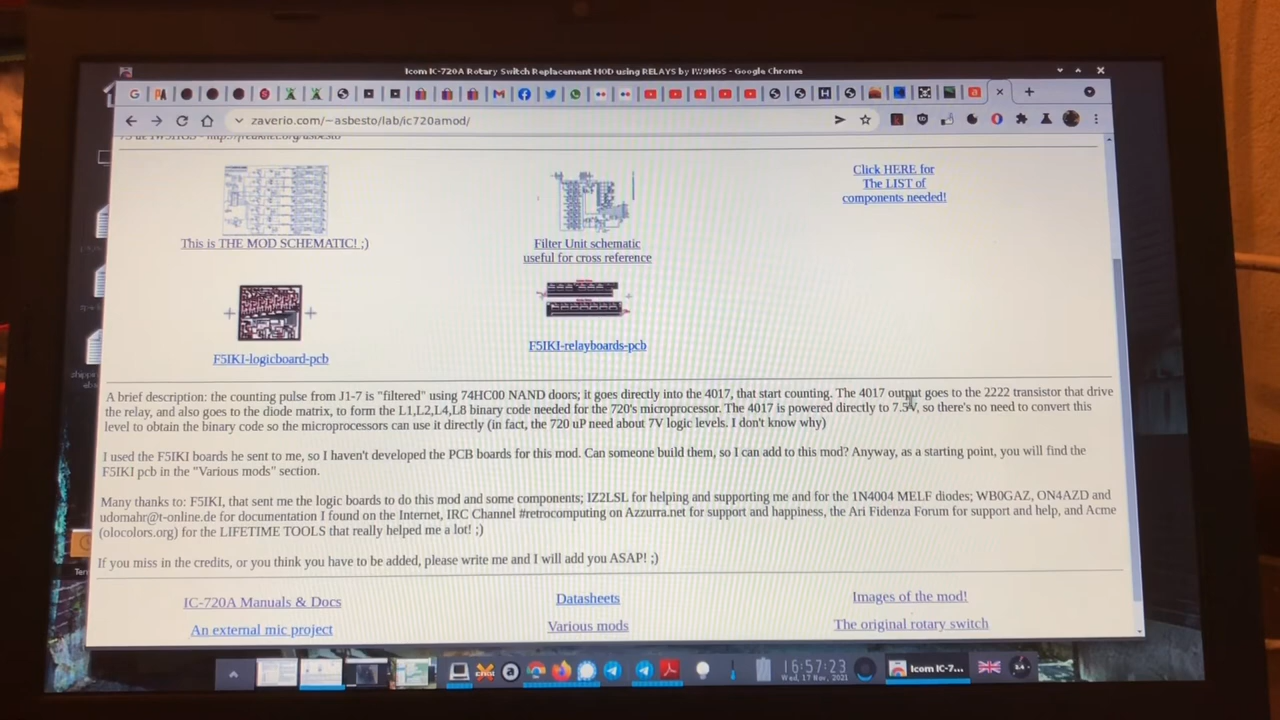 Icom IC-720A Rotary Switch Replacement MOD using RELAYS by IW9HGS - Google Chrome
zaverio.com/~asbesto/lab/ic720amod/
Click HERE for
The LIST of
components needed!
This is THE MOD SCHEMATIC! ;)
Filter Unit schematic
useful for cross reference
F5IKI-logicboard-pcb
F5IKI-relayboards-pcb
A brief description: the counting pulse from J1-7 is "filtered" using 74HC00 NAND doors; it goes directly into the 4017, that start counting. The 4017 output goes to the 2222 transistor that drive
the relay, and also goes to the diode matrix, to form the L1,L2,L4,L8 binary code needed for the 720's microprocessor. The 4017 is powered directly to 7.5V, so there's no need to convert this
level to obtain the binary code so the microprocessors can use it directly (in fact, the 720 uP need about 7V logic levels. I don't know why)
I used the F5IKI boards he sent to me, so I haven't developed the PCB boards for this mod. Can someone build them, so I can add to this mod? Anyway, as a starting point, you will find the
F5IKI pcb in the "Various mods" section.
Many thanks to: F5IKI, that sent me the logic boards to do this mod and some components; IZ2LSL for helping and supporting me and for the 1N4004 MELF diodes; WB0GAZ, ON4AZD and
udomahr@t-online.de for documentation I found on the Internet, IRC Channel #retrocomputing on Azzurra.net for support and happiness, the Ari Fidenza Forum for support and help, and Acme
(olocolors.org) for the LIFETIME TOOLS that really helped me a lot! ;)
If you miss in the credits, or you think you have to be added, please write me and I will add you ASAP! ;)
IC-720A Manuals & Docs
Datasheets
Images of the mod!
An external mic project
Various mods
The original rotary switch
16:57:23
Wed, 17 Nov, 2021
Icom IC-7...